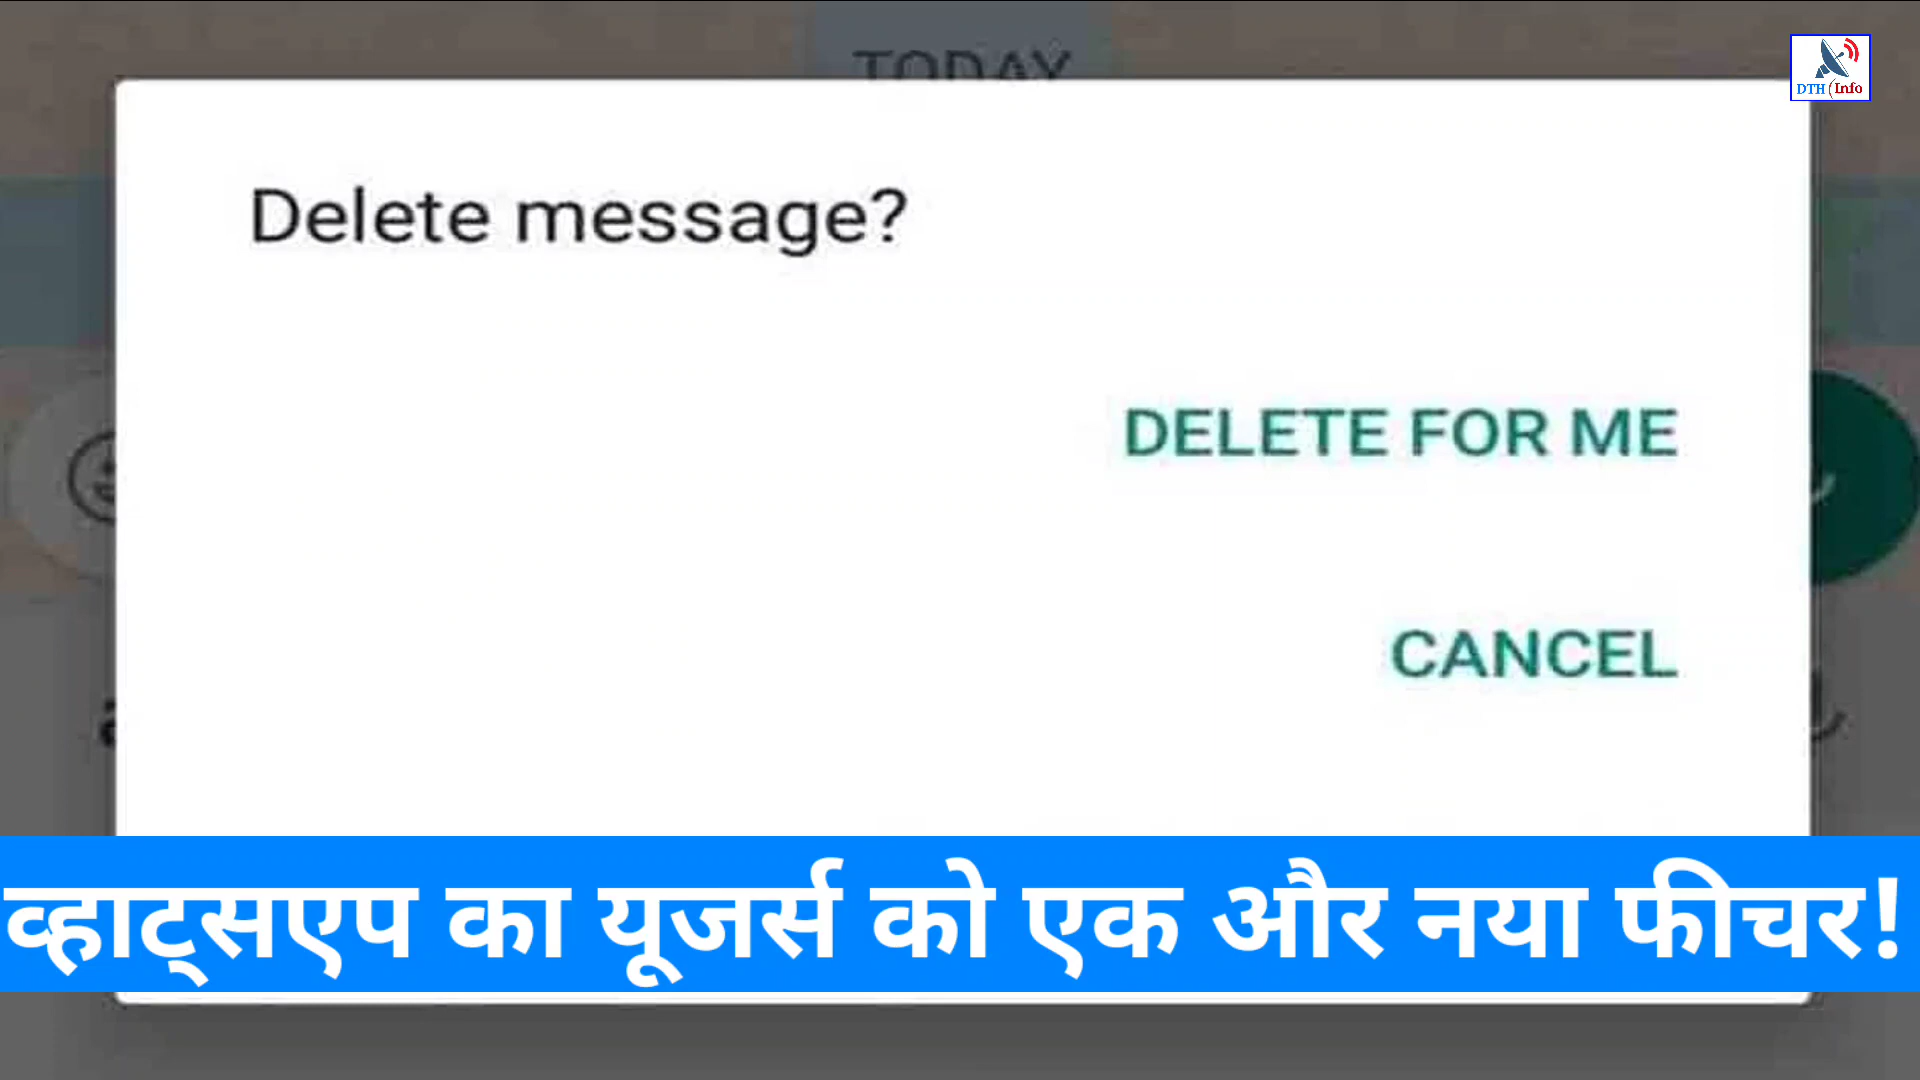 TODAY
DTH Info
Delete message?
DELETE FOR ME
CANCEL
व्हाट्सएप का यूजर्स को एक और नया फीचर!